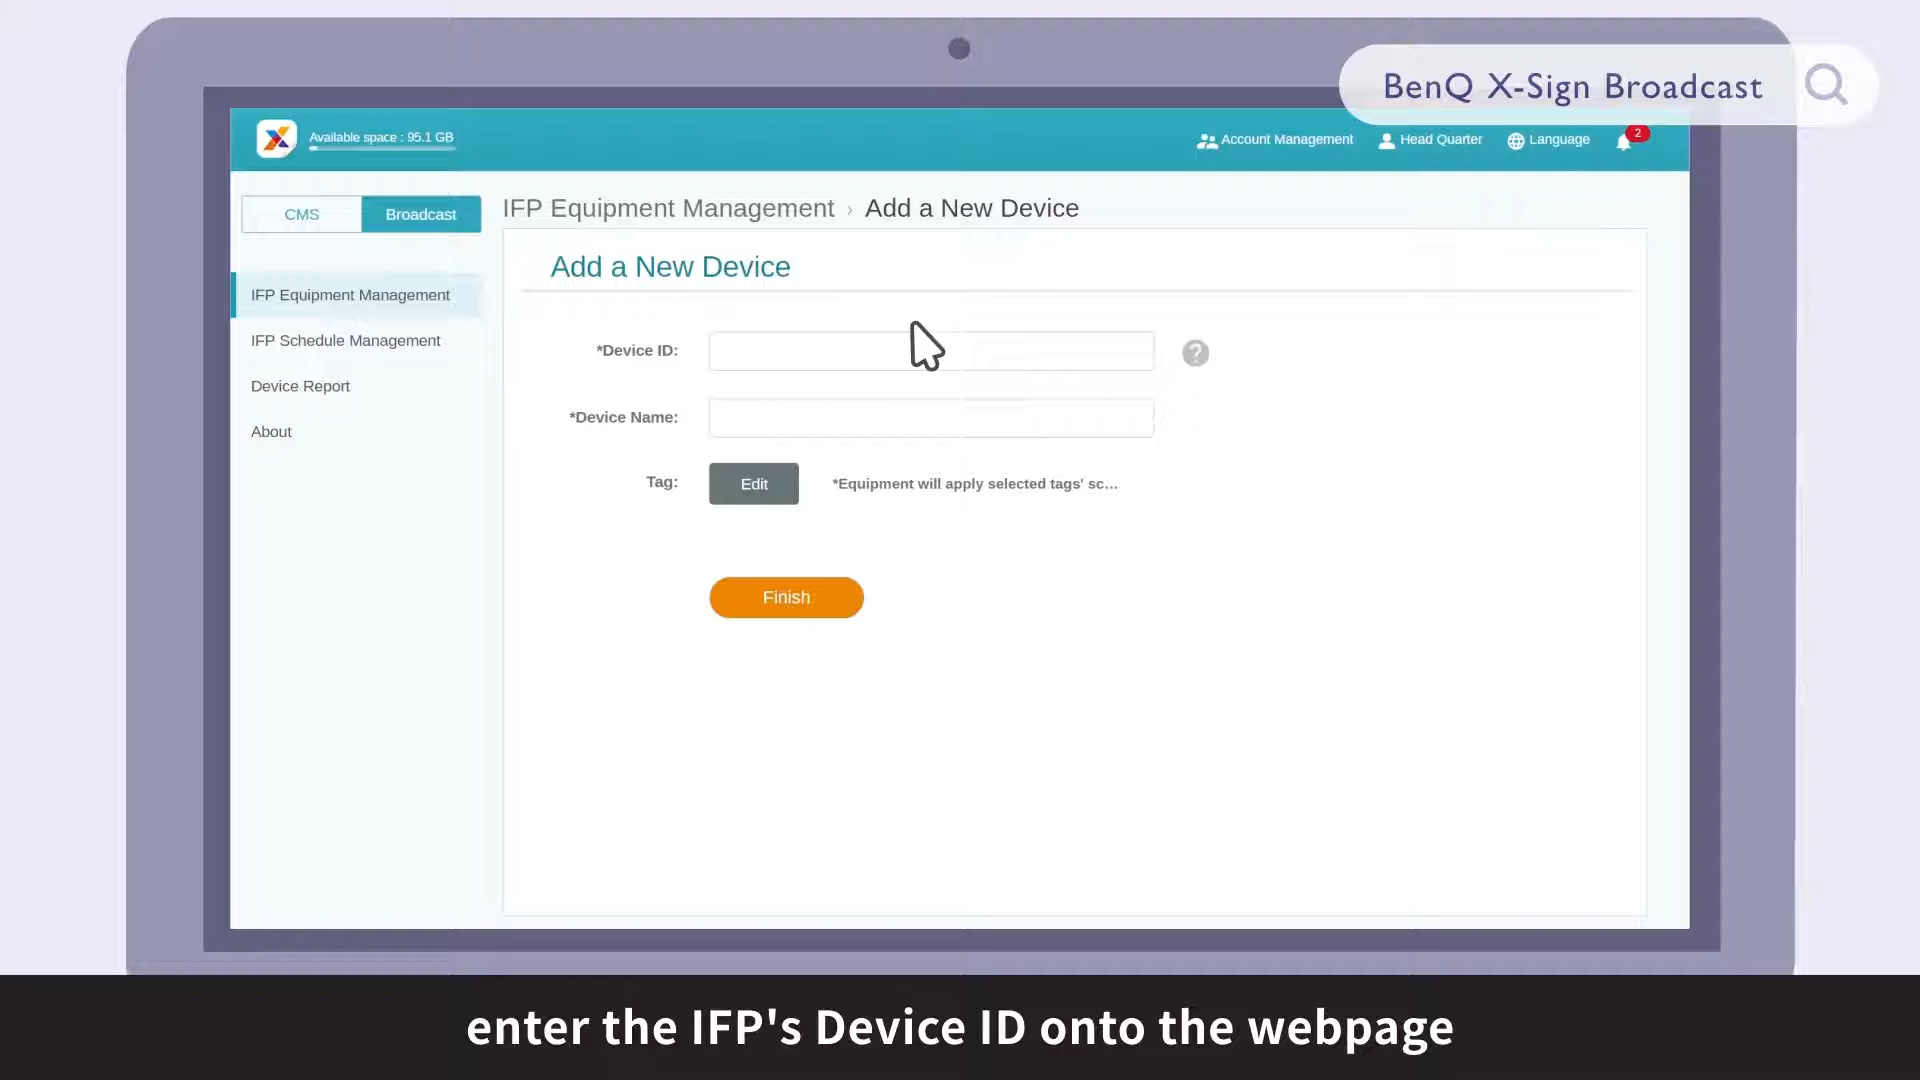 BenQ X-Sign Broadcast
Available space : 95.1 GB
Account Management
Head Quarter
Language
2
CMS
Broadcast
IFP Equipment Management › Add a New Device
IFP Equipment Management
IFP Schedule Management
Device Report
About
Add a New Device
*Device ID:
?
*Device Name:
Tag:
Edit
*Equipment will apply selected tags' sc...
Finish
enter the IFP's Device ID onto the webpage